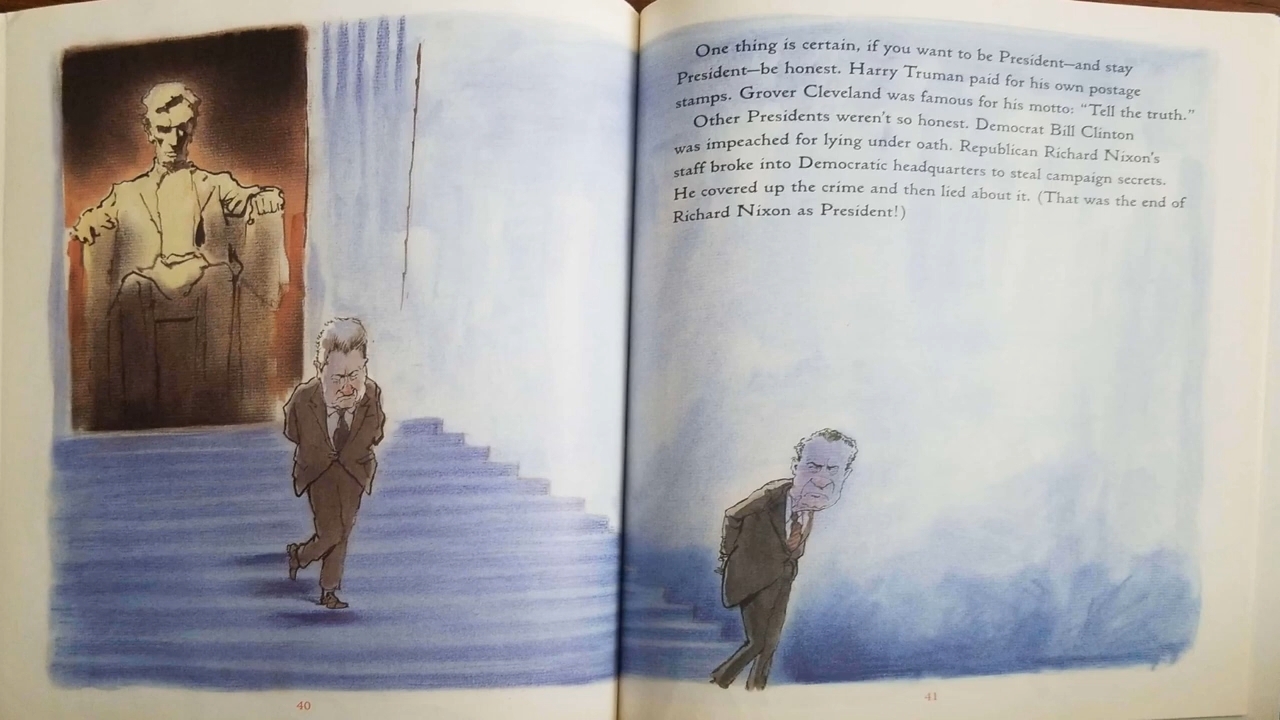 One thing is certain, if you want to be President—and stay
President—be honest. Harry Truman paid for his own postage
stamps. Grover Cleveland was famous for his motto: “Tell the truth.”
Other Presidents weren't so honest. Democrat Bill Clinton
was impeached for lying under oath. Republican Richard Nixon's
staff broke into Democratic headquarters to steal campaign secrets.
He covered up the crime and then lied about it. (That was the end of
Richard Nixon as President!)
40
41